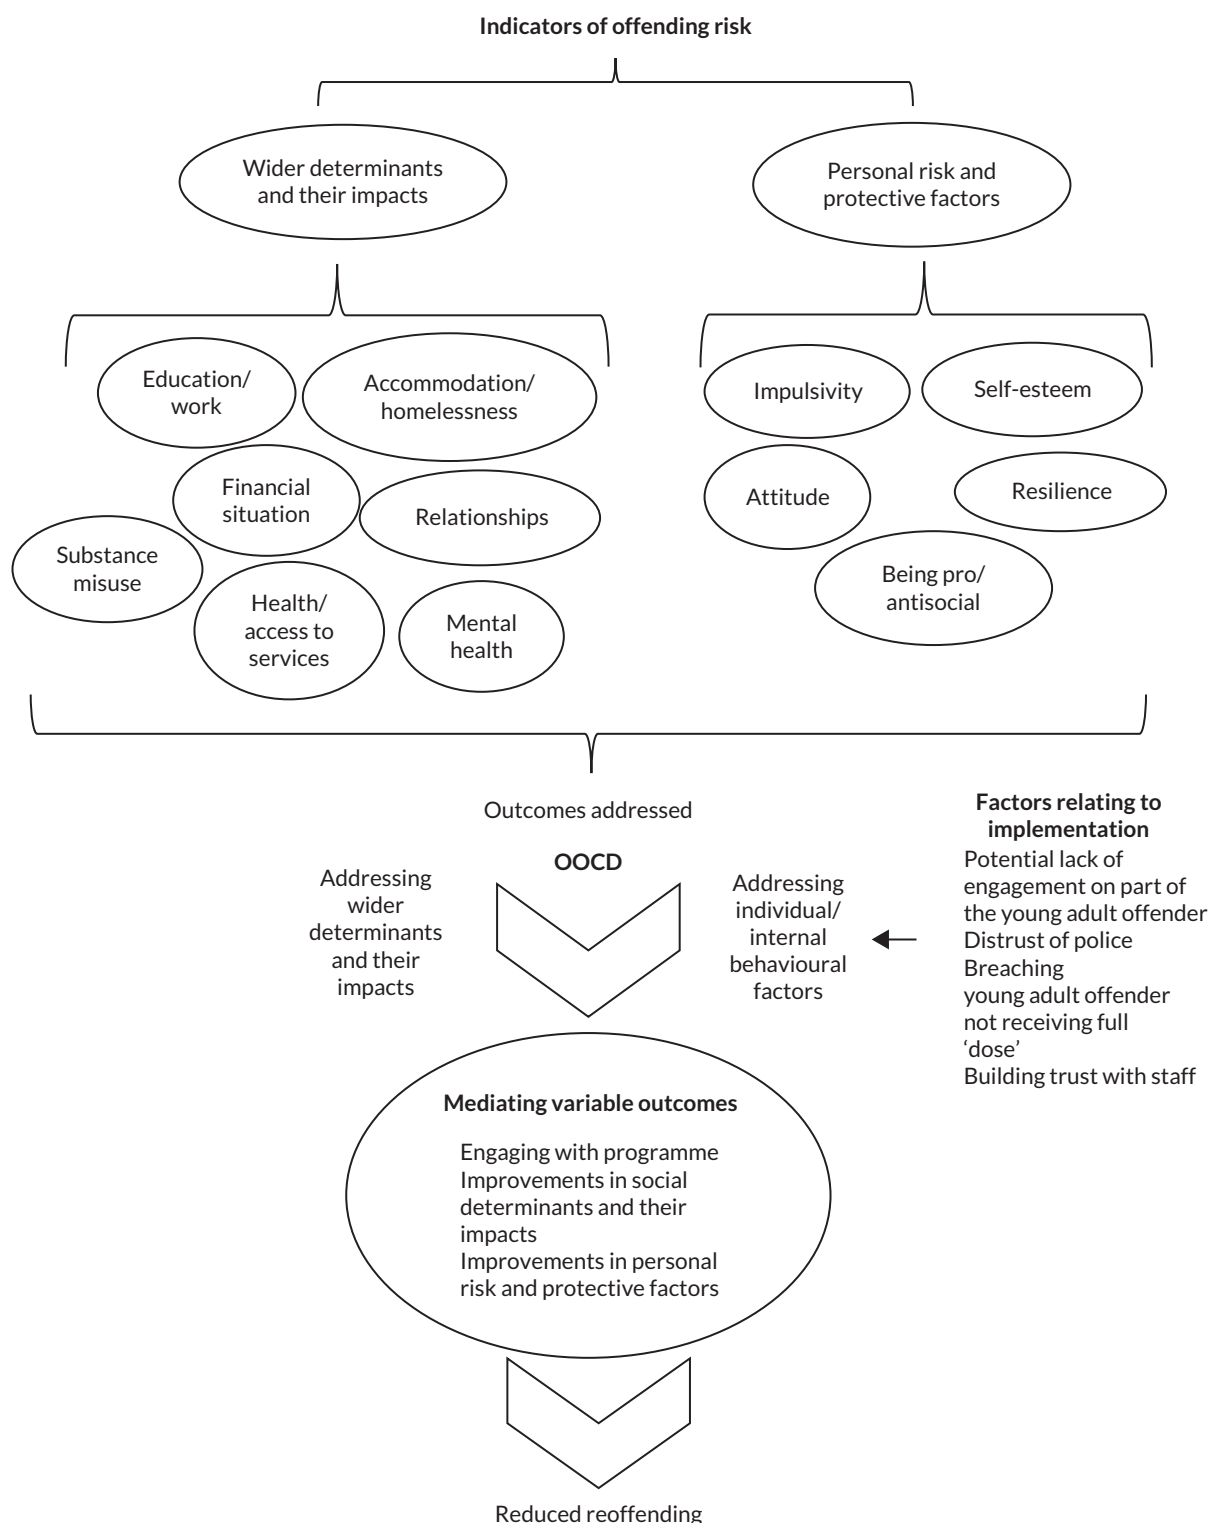 Indicators of offending risk
Wider determinants
and their impacts
Personal risk and
protective factors
Education/
work
Accommodation/
homelessness
Financial
situation
Relationships
Substance
misuse
Health/
access to
services
Mental
health
Impulsivity
Self-esteem
Attitude
Resilience
Being pro/
antisocial
Outcomes addressed
OOCD
Addressing
wider
determinants
and their
impacts
Addressing
individual/
internal
behavioural
factors
Factors relating to
implementation
Potential lack of
engagement on part of
the young adult offender
Distrust of police
Breaching
young adult offender
not receiving full
‘dose’
Building trust with staff
Mediating variable outcomes
Engaging with programme
Improvements in social
determinants and their
impacts
Improvements in personal
risk and protective factors
Reduced reoffending